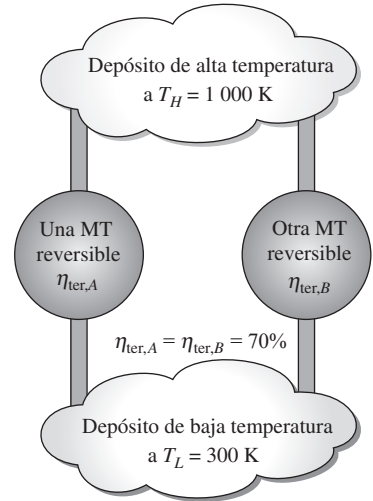 Depósito de alta temperatura
a T_H = 1 000 K
Una MT
reversible
η_ter,A
Otra MT
reversible
η_ter,B
η_ter,A = η_ter,B = 70%
Depósito de baja temperatura
a T_L = 300 K